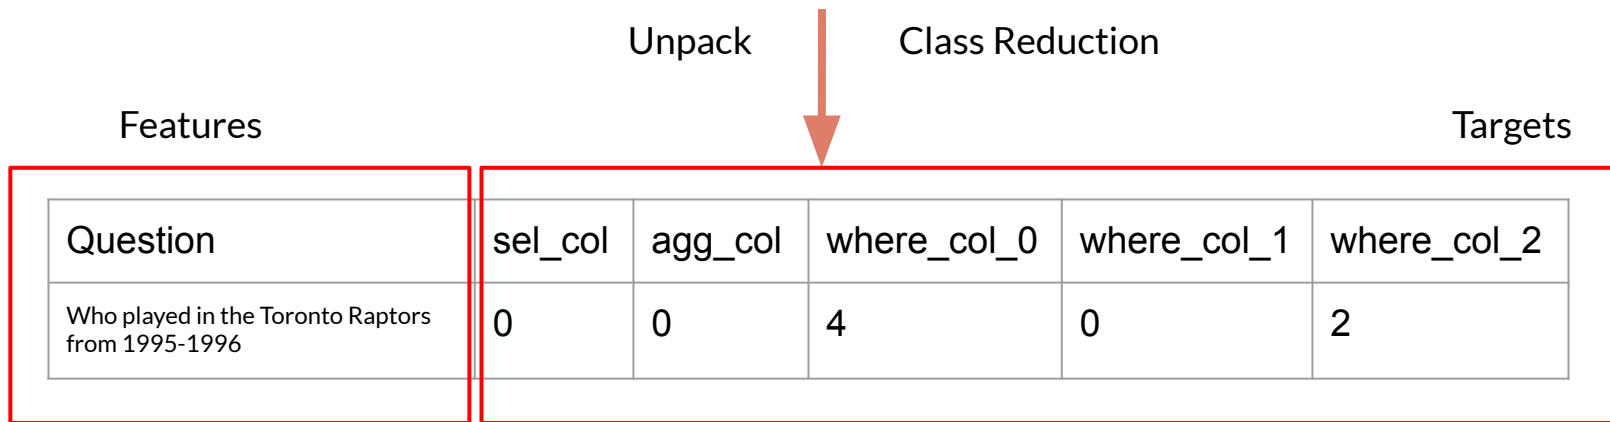 Unpack Class Reduction
Features Targets
Question sel_col agg_col where_col_0 where_col_1 where_col_2
Who played in the Toronto Raptors
from 1995-1996
0 0 4 0 2